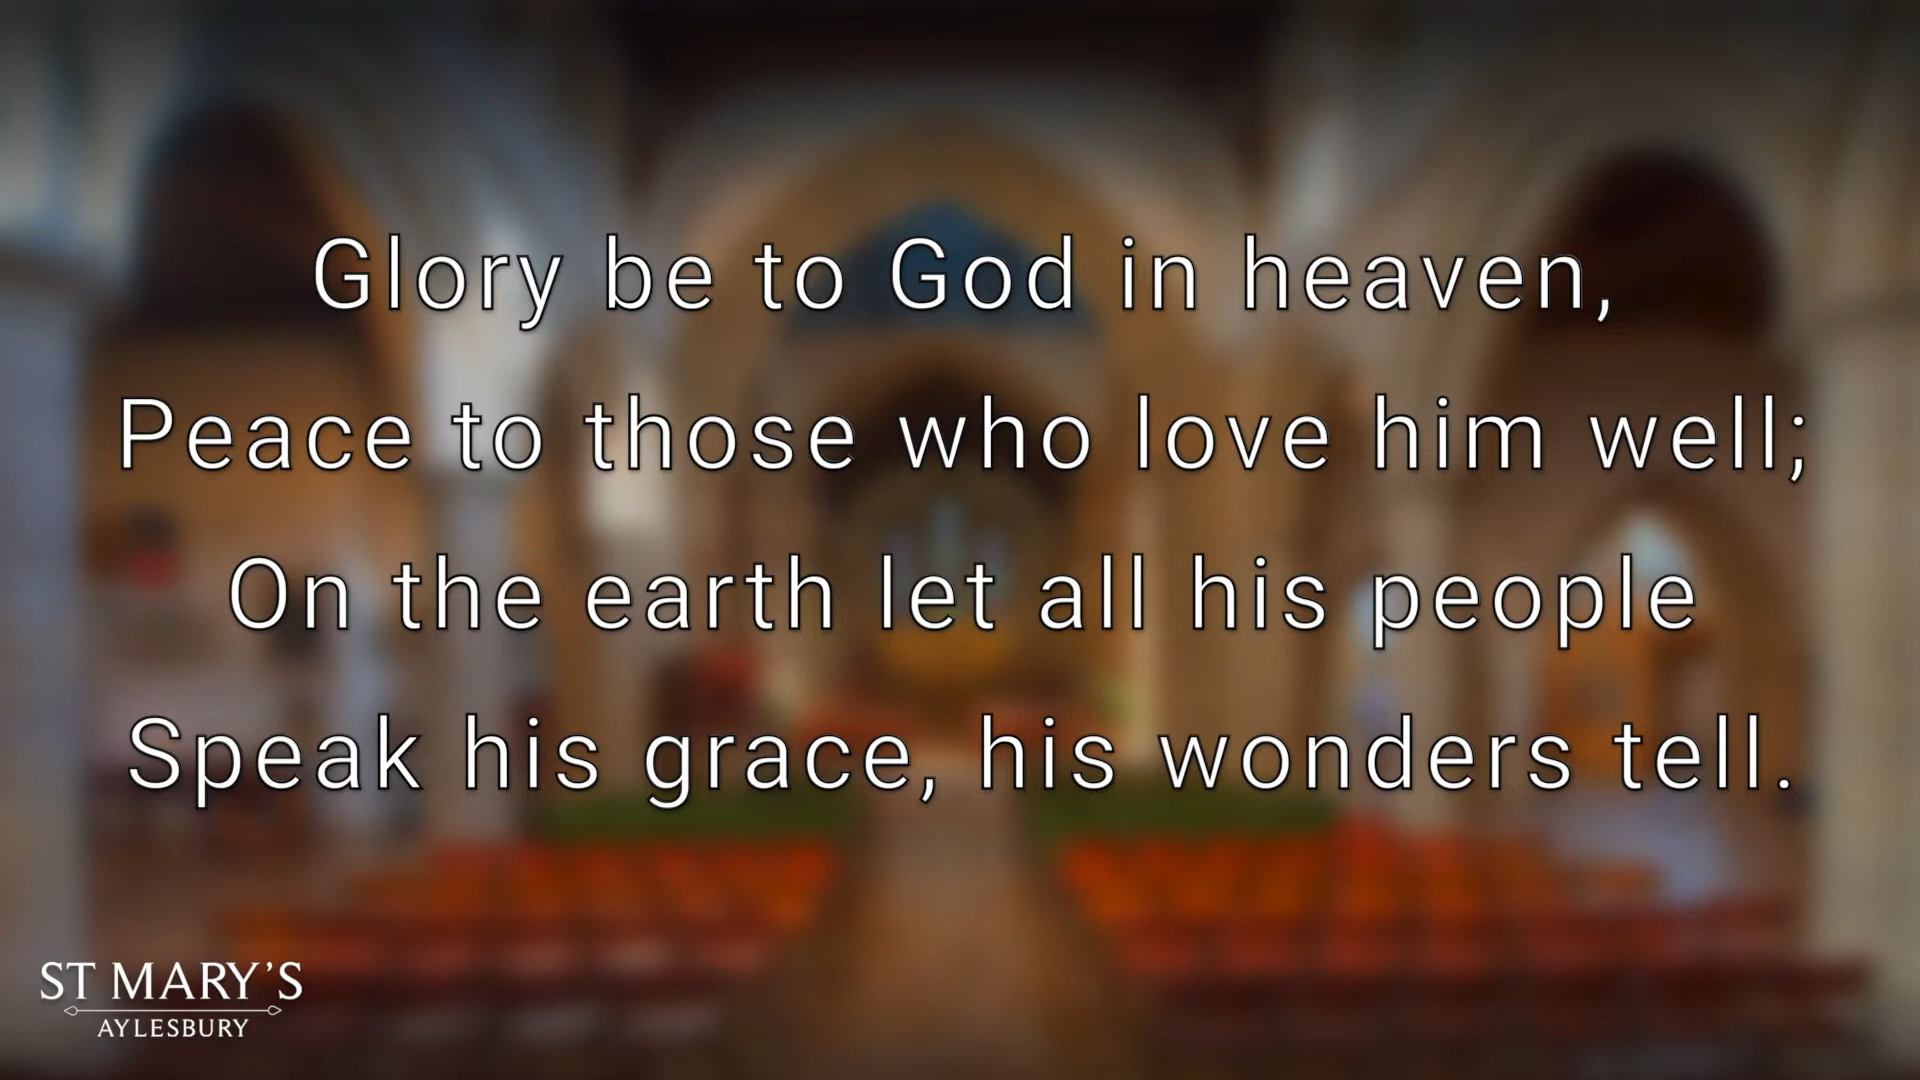 Glory be to God in heaven,
Peace to those who love him well;
On the earth let all his people
Speak his grace, his wonders tell.
ST MARY'S
AYLESBURY